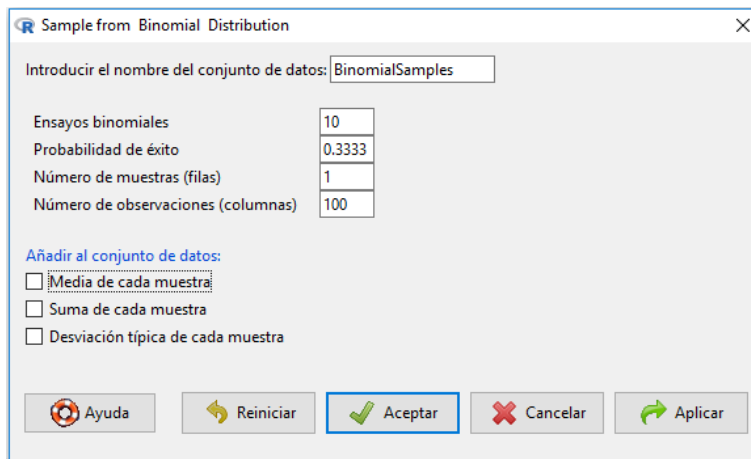 Sample from Binomial Distribution
Introducir el nombre del conjunto de datos: BinomialSamples
Ensayos binomiales 10
Probabilidad de éxito 0.3333
Número de muestras (filas) 1
Número de observaciones (columnas) 100
Añadir al conjunto de datos:
Media de cada muestra
Suma de cada muestra
Desviación típica de cada muestra
Ayuda Reiniciar Aceptar Cancelar Aplicar